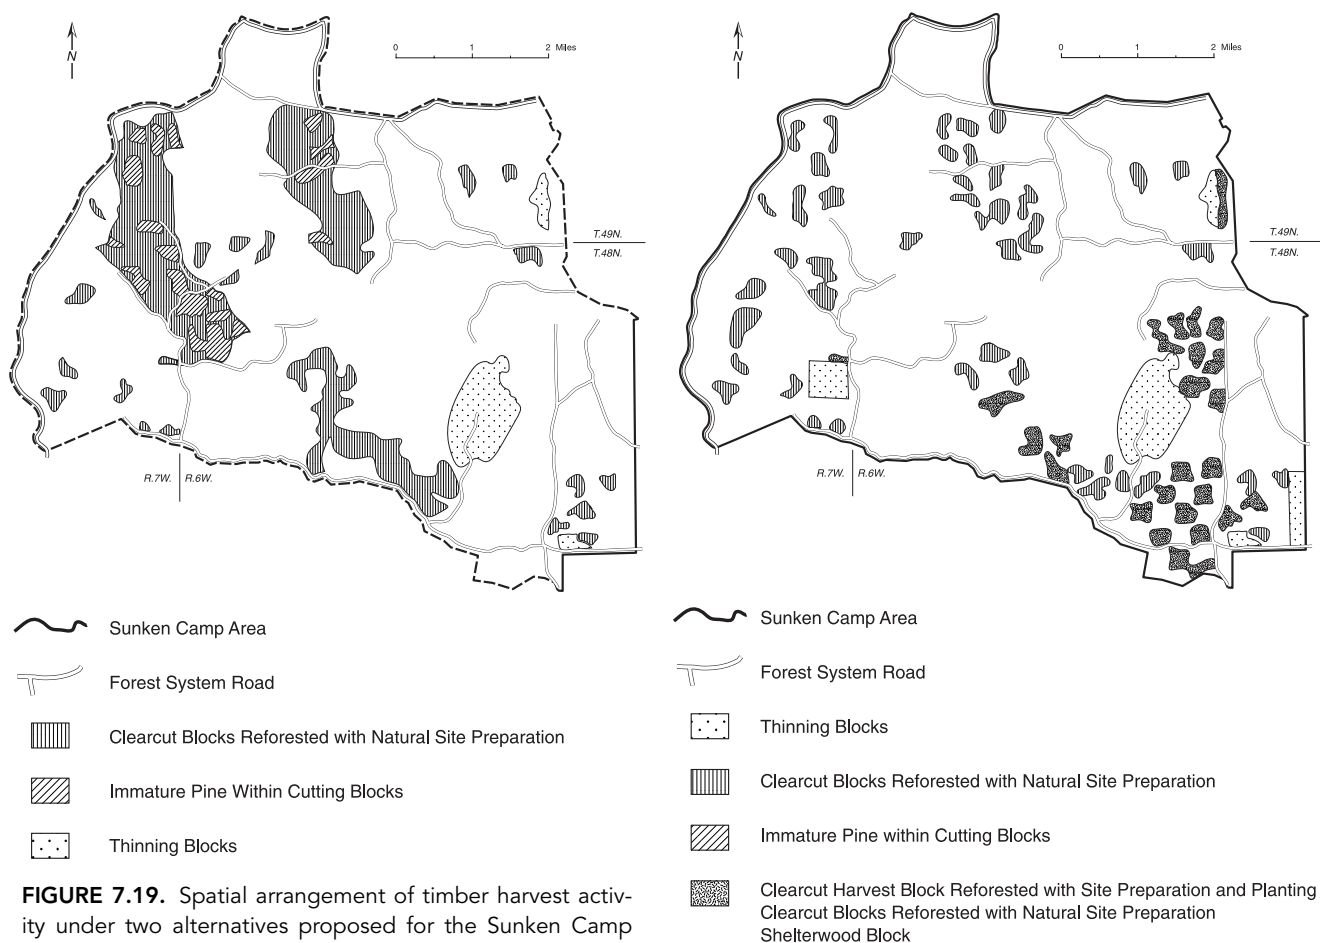 N
0 2 Miles
T.49N.
T.48N.
R.7W. R.6W.
Sunken Camp Area
Forest System Road
Clearcut Blocks Reforested with Natural Site Preparation
Immature Pine Within Cutting Blocks
Thinning Blocks
FIGURE 7.19. Spatial arrangement of timber harvest activ-
ity under two alternatives proposed for the Sunken Camp
N
0 2 Miles
T.49N.
T.48N.
R.7W. R.6W.
Sunken Camp Area
Forest System Road
Thinning Blocks
Clearcut Blocks Reforested with Natural Site Preparation
Immature Pine within Cutting Blocks
Clearcut Harvest Block Reforested with Site Preparation and Planting
Clearcut Blocks Reforested with Natural Site Preparation
Shelterwood Block